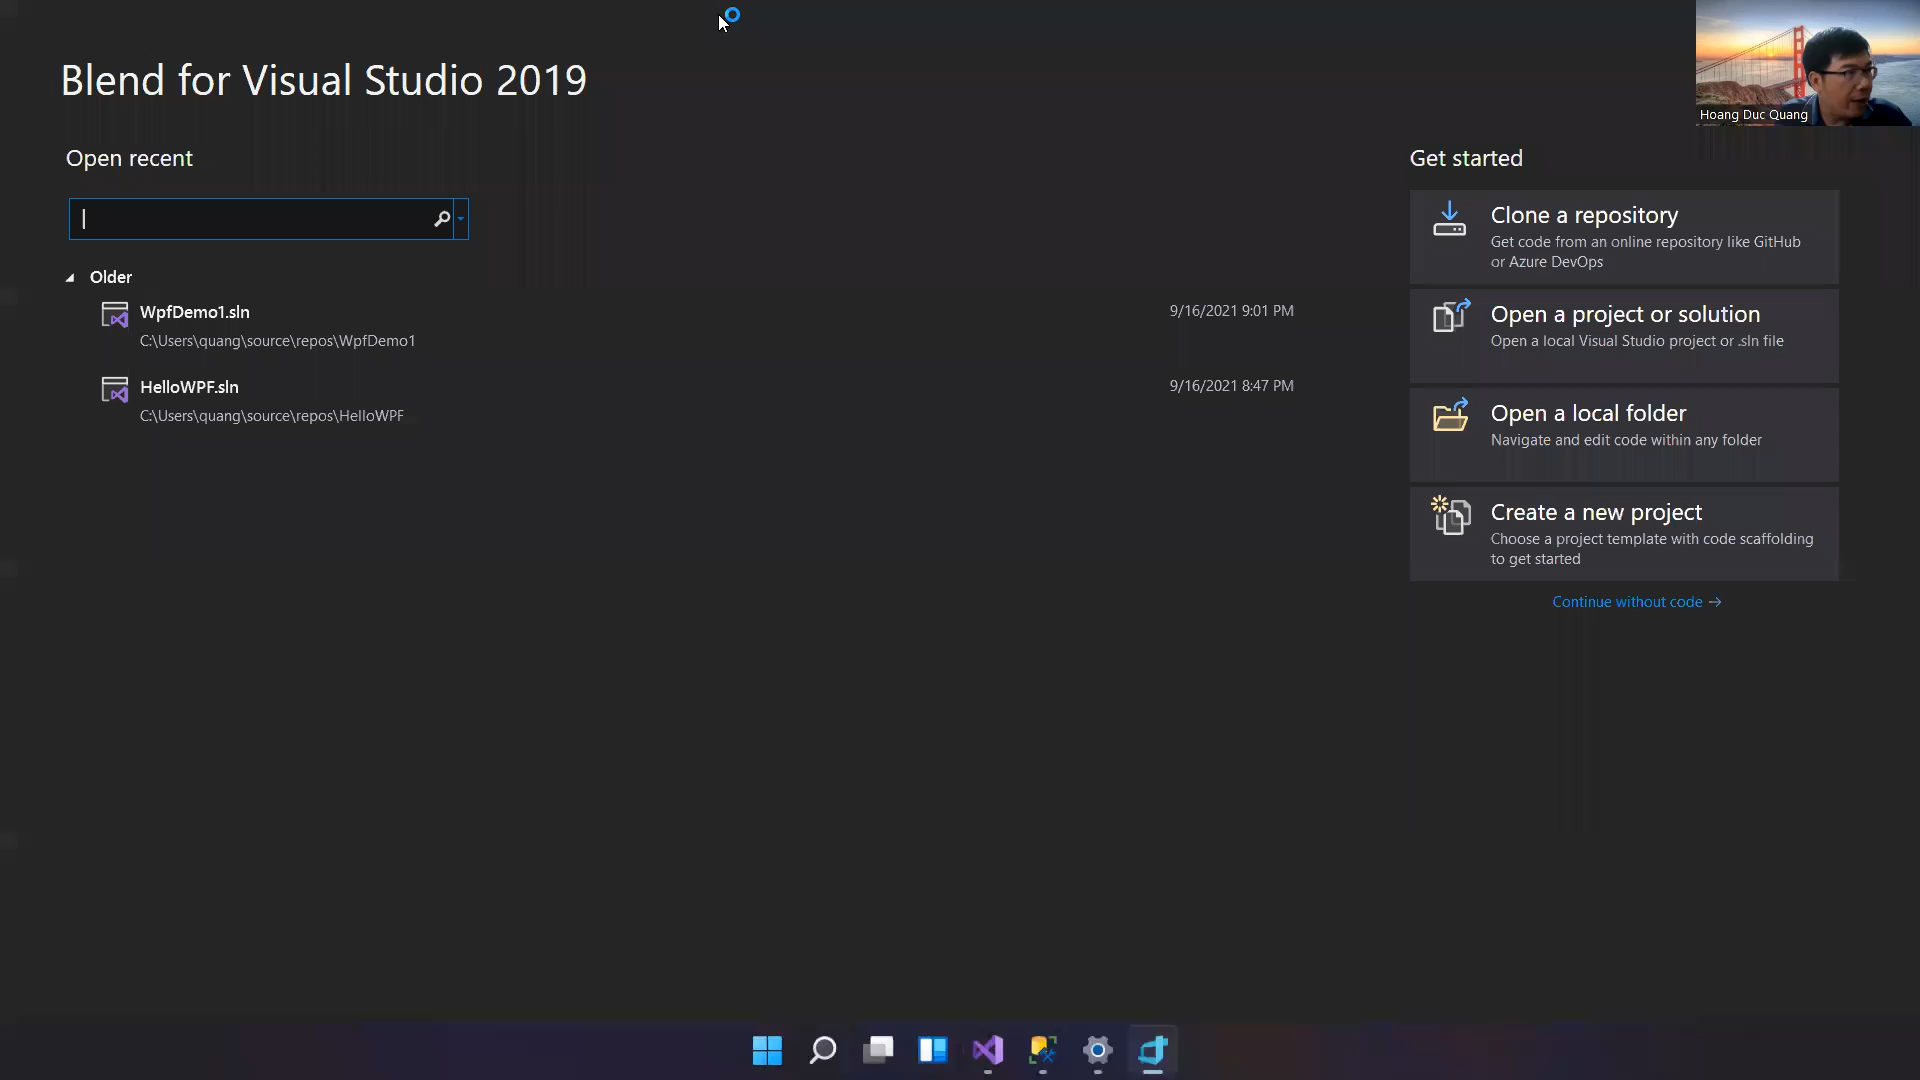 Blend for Visual Studio 2019
Hoang Duc Quang
Open recent
Older
WpfDemo1.sln
9/16/2021 9:01 PM
C:\Users\quang\source\repos\WpfDemo1
HelloWPF.sln
9/16/2021 8:47 PM
C:\Users\quang\source\repos\HelloWPF
Get started
Clone a repository
Get code from an online repository like GitHub
or Azure DevOps
Open a project or solution
Open a local Visual Studio project or .sln file
Open a local folder
Navigate and edit code within any folder
Create a new project
Choose a project template with code scaffolding
to get started
Continue without code →